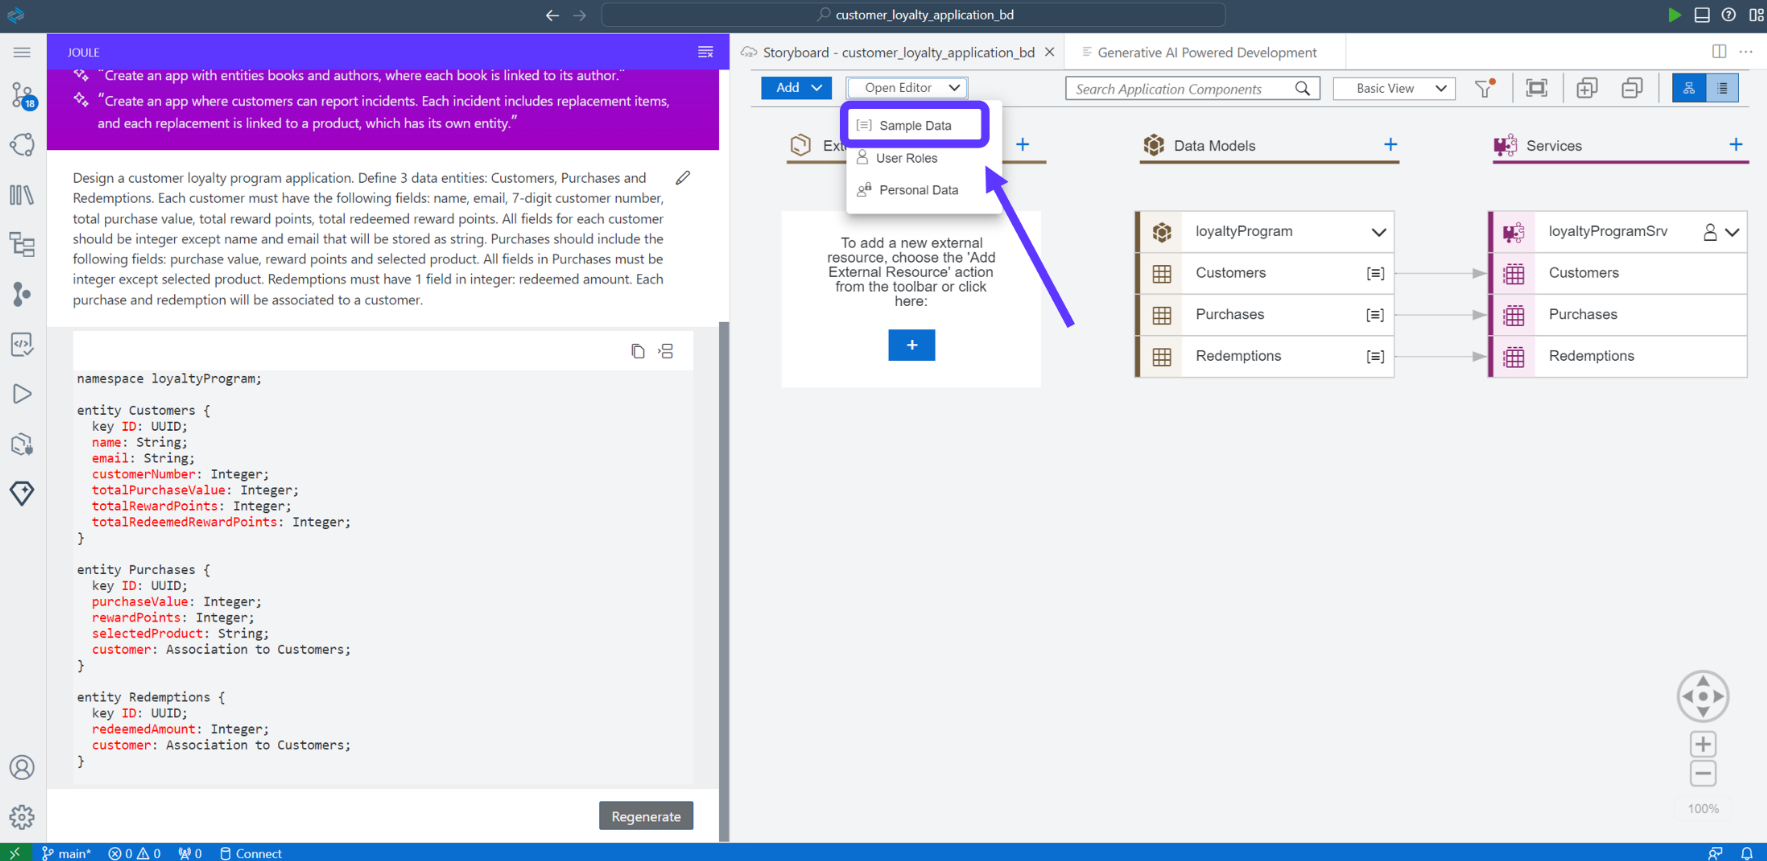 customer_loyalty_application_bd
JOULE
"Create an app with entities books and authors, where each book is linked to its author."
"Create an app where customers can report incidents. Each incident includes replacement items,
and each replacement is linked to a product, which has its own entity."
Design a customer loyalty program application. Define 3 data entities: Customers, Purchases and
Redemptions. Each customer must have the following fields: name, email, 7-digit customer number,
total purchase value, total reward points, total redeemed reward points. All fields for each customer
should be integer except name and email that will be stored as string. Purchases should include the
following fields: purchase value, reward points and selected product. All fields in Purchases must be
integer except selected product. Redemptions must have 1 field in integer: redeemed amount. Each
purchase and redemption will be associated to a customer.
namespace loyaltyProgram;
entity Customers {
key ID: UUID;
name: String;
email: String;
customerNumber: Integer;
totalPurchaseValue: Integer;
totalRewardPoints: Integer;
totalRedeemedRewardPoints: Integer;
}
entity Purchases {
key ID: UUID;
purchaseValue: Integer;
rewardPoints: Integer;
selectedProduct: String;
customer: Association to Customers;
}
entity Redemptions {
key ID: UUID;
redeemedAmount: Integer;
customer: Association to Customers;
}
Regenerate
18
Storyboard - customer_loyalty_application_bd
Generative AI Powered Development
Add
Open Editor
Search Application Components
Basic View
Sample Data
User Roles
Personal Data
Data Models
Services
To add a new external
resource, choose the 'Add
External Resource' action
from the toolbar or click
here:
+
loyaltyProgram
Customers
Purchases
Redemptions
loyaltyProgramSrv
Customers
Purchases
Redemptions
100%
main* 0 0 0 Connect